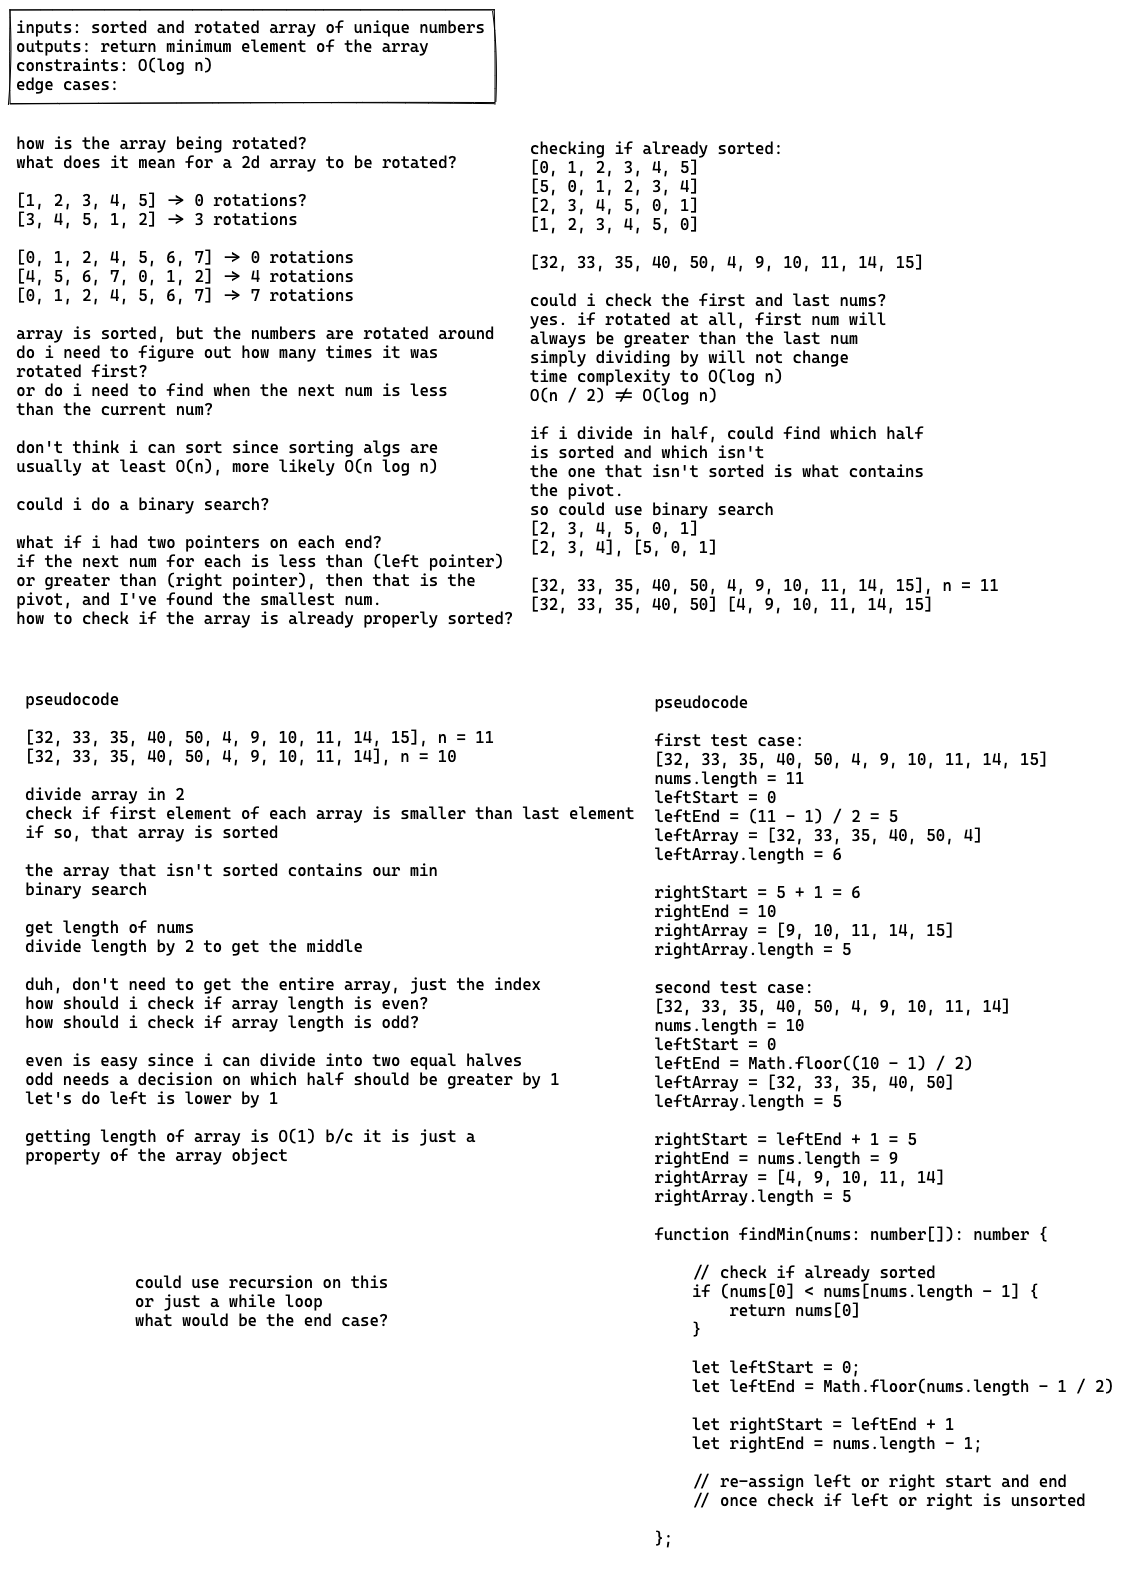 inputs: sorted and rotated array of unique numbers
outputs: return minimum element of the array
constraints: O(log n)
edge cases:
how is the array being rotated?
what does it mean for a 2d array to be rotated?
[1, 2, 3, 4, 5] -> 0 rotations?
[3, 4, 5, 1, 2] -> 3 rotations
[0, 1, 2, 4, 5, 6, 7] -> 0 rotations
[4, 5, 6, 7, 0, 1, 2] -> 4 rotations
[0, 1, 2, 4, 5, 6, 7] -> 7 rotations
array is sorted, but the numbers are rotated around
do i need to figure out how many times it was
rotated first?
or do i need to find when the next num is less
than the current num?
don't think i can sort since sorting algs are
usually at least O(n), more likely O(n log n)
could i do a binary search?
what if i had two pointers on each end?
if the next num for each is less than (left pointer)
or greater than (right pointer), then that is the
pivot, and I've found the smallest num.
how to check if the array is already properly sorted?
checking if already sorted:
[0, 1, 2, 3, 4, 5]
[5, 0, 1, 2, 3, 4]
[2, 3, 4, 5, 0, 1]
[1, 2, 3, 4, 5, 0]
[32, 33, 35, 40, 50, 4, 9, 10, 11, 14, 15]
could i check the first and last nums?
yes. if rotated at all, first num will
always be greater than the last num
simply dividing by will not change
time complexity to O(log n)
O(n / 2) != O(log n)
if i divide in half, could find which half
is sorted and which isn't
the one that isn't sorted is what contains
the pivot.
so could use binary search
[2, 3, 4, 5, 0, 1]
[2, 3, 4], [5, 0, 1]
[32, 33, 35, 40, 50, 4, 9, 10, 11, 14, 15], n = 11
[32, 33, 35, 40, 50] [4, 9, 10, 11, 14, 15]
pseudocode
[32, 33, 35, 40, 50, 4, 9, 10, 11, 14, 15], n = 11
[32, 33, 35, 40, 50, 4, 9, 10, 11, 14], n = 10
divide array in 2
check if first element of each array is smaller than last element
if so, that array is sorted
the array that isn't sorted contains our min
binary search
get length of nums
divide length by 2 to get the middle
duh, don't need to get the entire array, just the index
how should i check if array length is even?
how should i check if array length is odd?
even is easy since i can divide into two equal halves
odd needs a decision on which half should be greater by 1
let's do left is lower by 1
getting length of array is O(1) b/c it is just a
property of the array object
could use recursion on this
or just a while loop
what would be the end case?
pseudocode
first test case:
[32, 33, 35, 40, 50, 4, 9, 10, 11, 14, 15]
nums.length = 11
leftStart = 0
leftEnd = (11 - 1) / 2 = 5
leftArray = [32, 33, 35, 40, 50, 4]
leftArray.length = 6
rightStart = 5 + 1 = 6
rightEnd = 10
rightArray = [9, 10, 11, 14, 15]
rightArray.length = 5
second test case:
[32, 33, 35, 40, 50, 4, 9, 10, 11, 14]
nums.length = 10
leftStart = 0
leftEnd = Math.floor((10 - 1) / 2)
leftArray = [32, 33, 35, 40, 50]
leftArray.length = 5
rightStart = leftEnd + 1 = 5
rightEnd = nums.length = 9
rightArray = [4, 9, 10, 11, 14]
rightArray.length = 5
function findMin(nums: number[]): number {
// check if already sorted
if (nums[0] < nums[nums.length - 1] {
return nums[0]
}
let leftStart = 0;
let leftEnd = Math.floor(nums.length - 1 / 2)
let rightStart = leftEnd + 1
let rightEnd = nums.length - 1;
// re-assign left or right start and end
// once check if left or right is unsorted
};